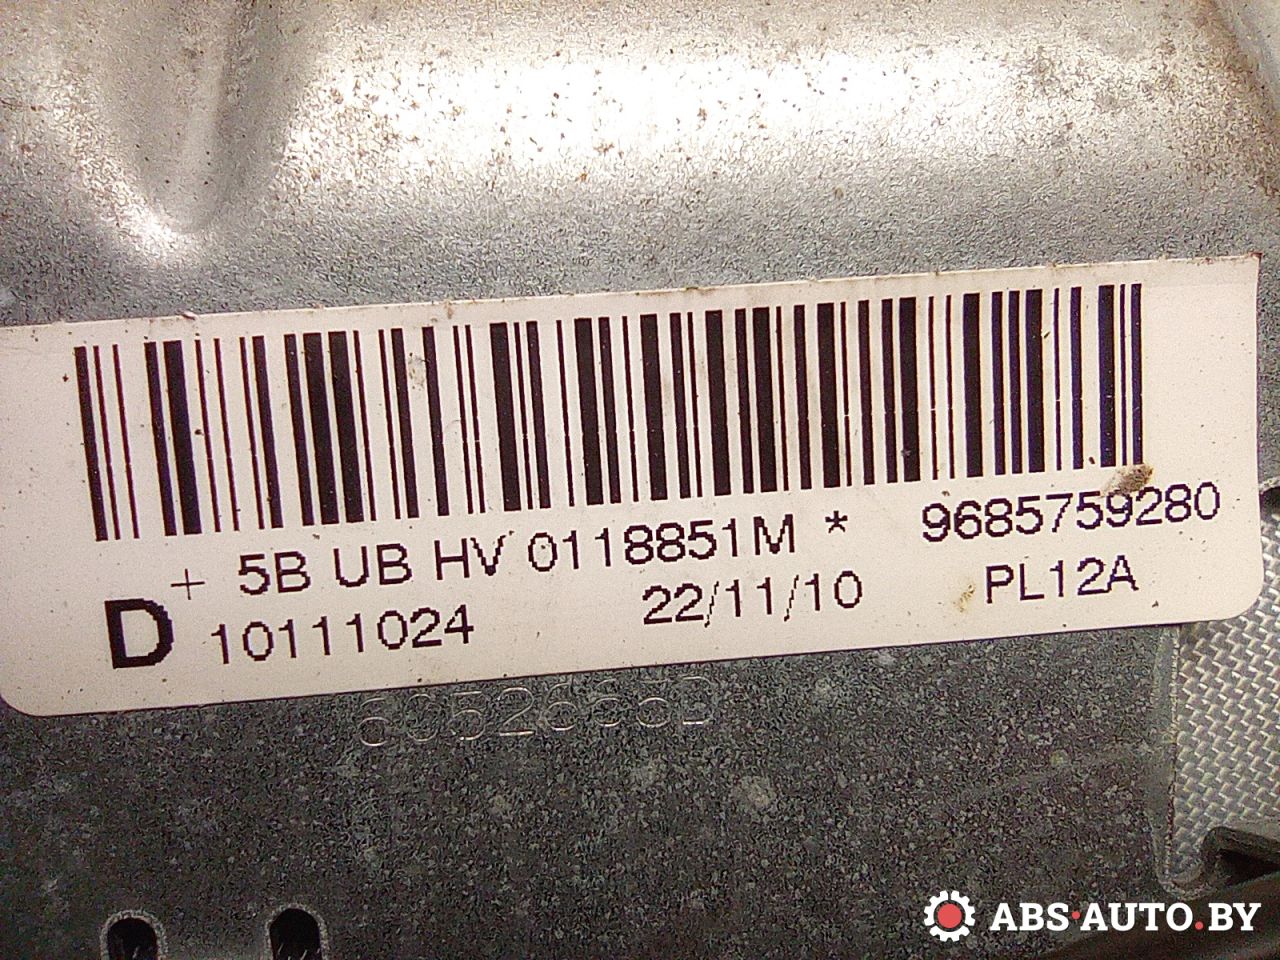 + 5B UB HV 0118851M * 9685759280
D 10111024 22/11/10 PL12A
ABS·AUTO.BY